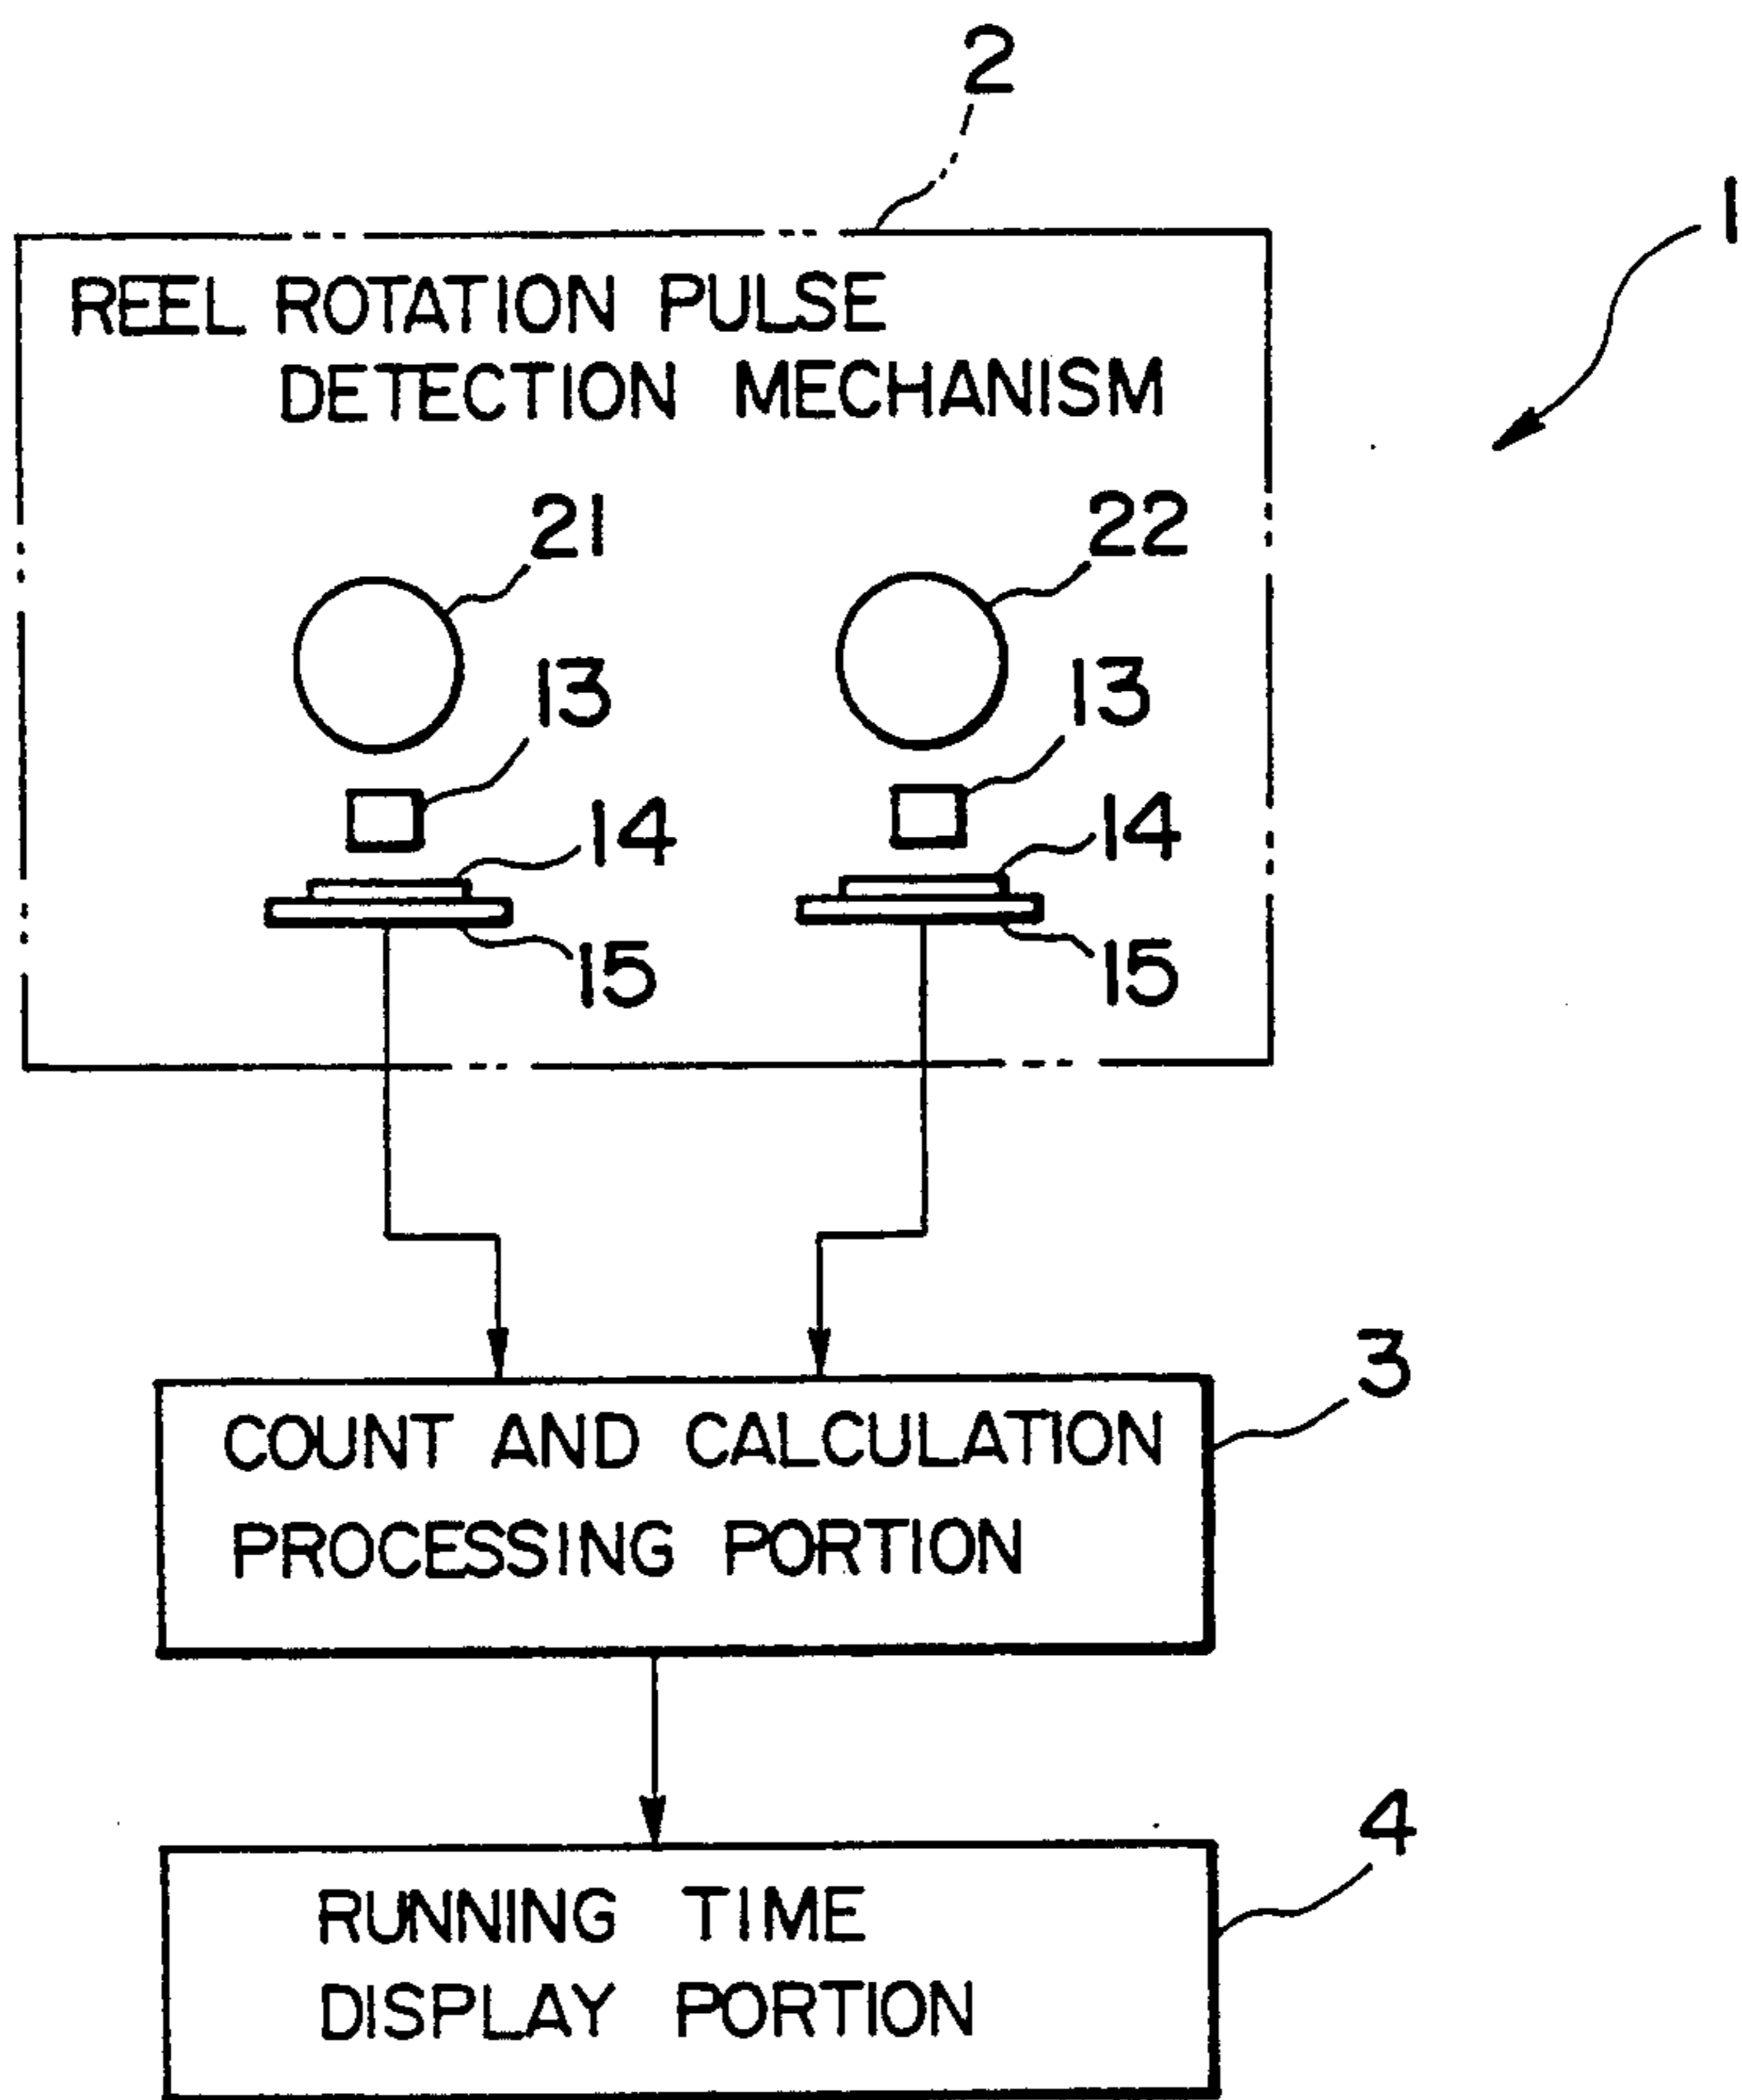 2
1
REEL ROTATION PULSE
DETECTION MECHANISM
21
22
13
13
14
14
15
15
3
COUNT AND CALCULATION
PROCESSING PORTION
4
RUNNING TIME
DISPLAY PORTION